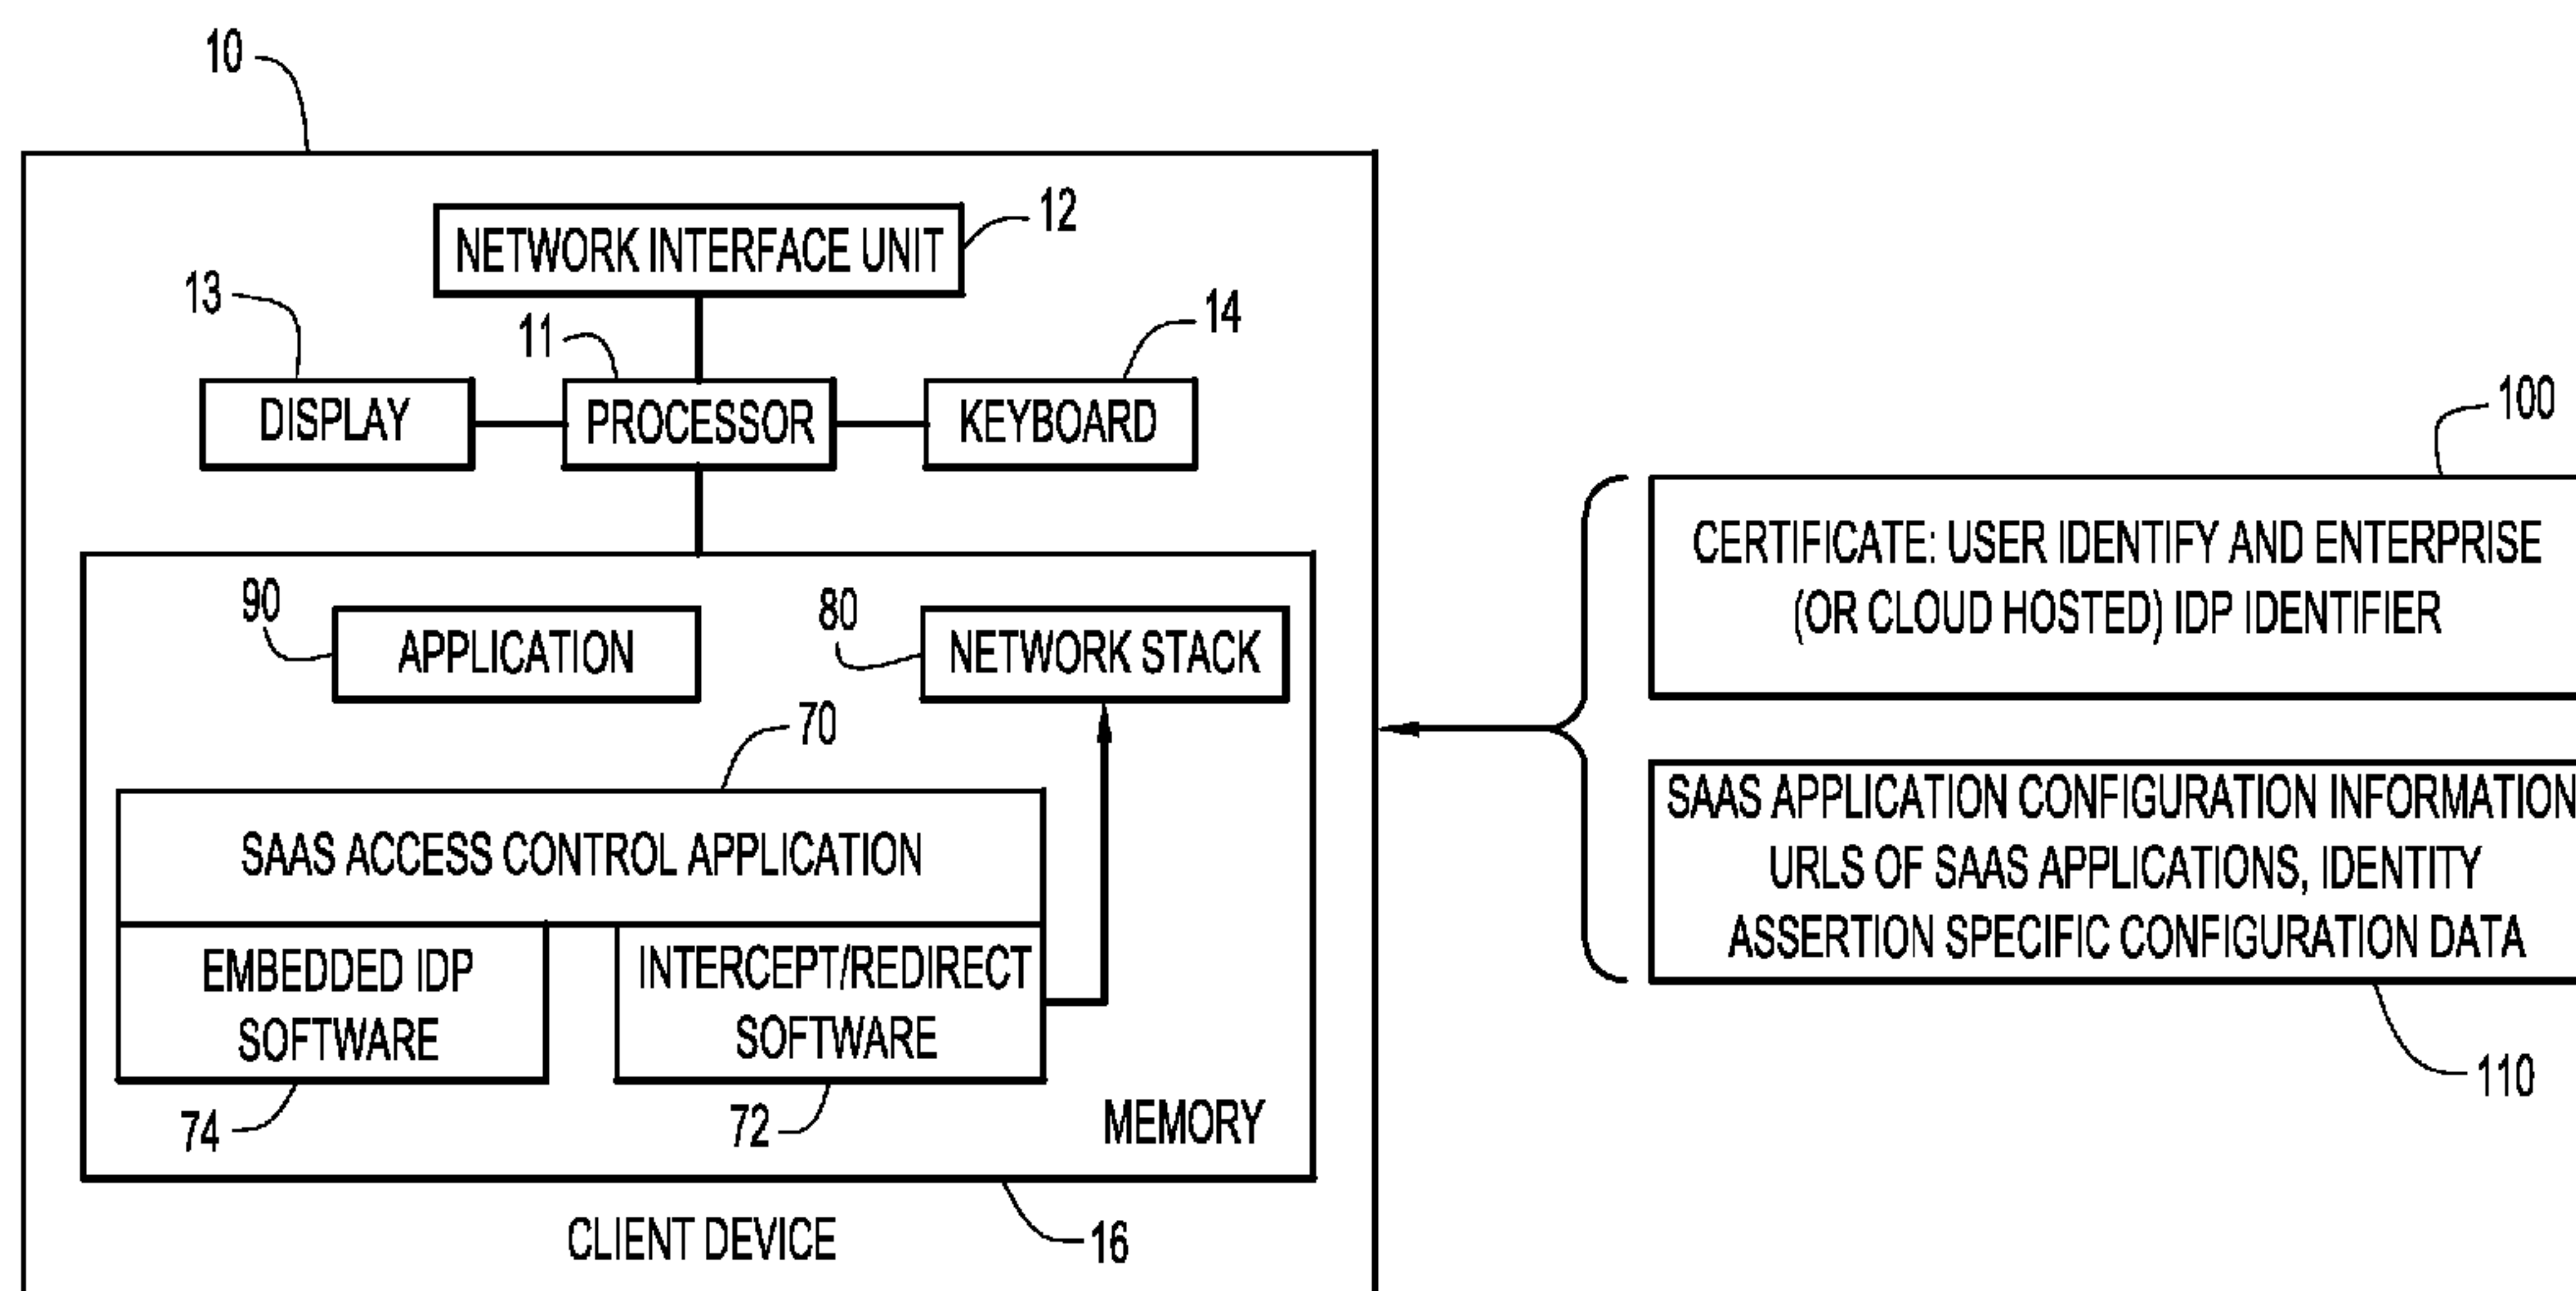 10
NETWORK INTERFACE UNIT
12
13
11
14
DISPLAY
PROCESSOR
KEYBOARD
90
APPLICATION
80
NETWORK STACK
70
SAAS ACCESS CONTROL APPLICATION
EMBEDDED IDP
SOFTWARE
INTERCEPT/REDIRECT
SOFTWARE
74
72
MEMORY
CLIENT DEVICE
16
100
CERTIFICATE: USER IDENTIFY AND ENTERPRISE
(OR CLOUD HOSTED) IDP IDENTIFIER
SAAS APPLICATION CONFIGURATION INFORMATION
URLS OF SAAS APPLICATIONS, IDENTITY
ASSERTION SPECIFIC CONFIGURATION DATA
110